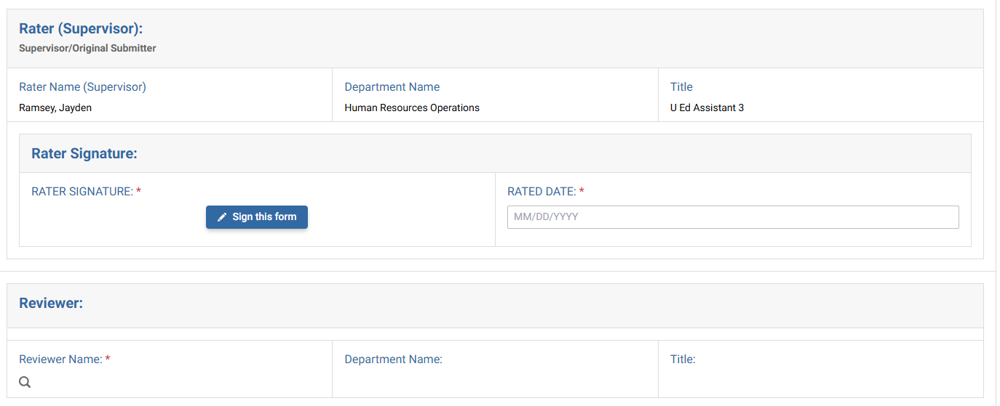 Rater (Supervisor):
Supervisor/Original Submitter
Rater Name (Supervisor)
Department Name
Title
Ramsey, Jayden
Human Resources Operations
U Ed Assistant 3
Rater Signature:
RATER SIGNATURE: *
RATED DATE: *
Sign this form
MM/DD/YYYY
Reviewer:
Reviewer Name: *
Department Name:
Title: